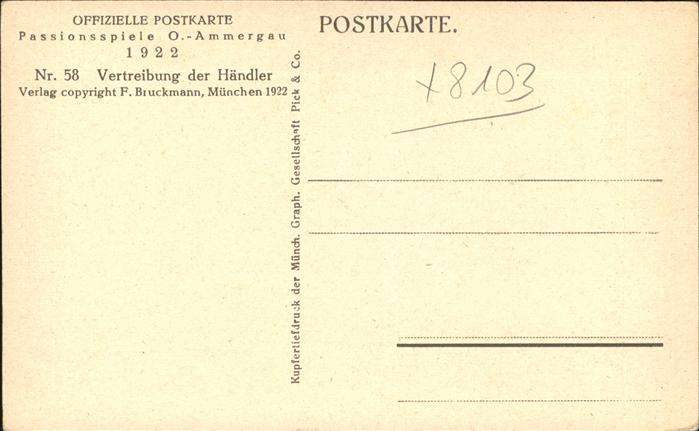 OFFIZIELLE POSTKARTE
Passionsspiele O.-Ammergau
1922
Nr. 58 Vertreibung der Händler
Verlag copyright F. Bruckmann, München 1922
Kupfertiefdruck der Münch. Graph. Gesellschaft Pick & Co.
POSTKARTE.
x8103